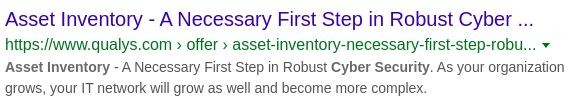 Asset Inventory - A Necessary First Step in Robust Cyber ...
https://www.qualys.com › offer › asset-inventory-necessary-first-step-robu...
Asset Inventory - A Necessary First Step in Robust Cyber Security. As your organization
grows, your IT network will grow as well and become more complex.